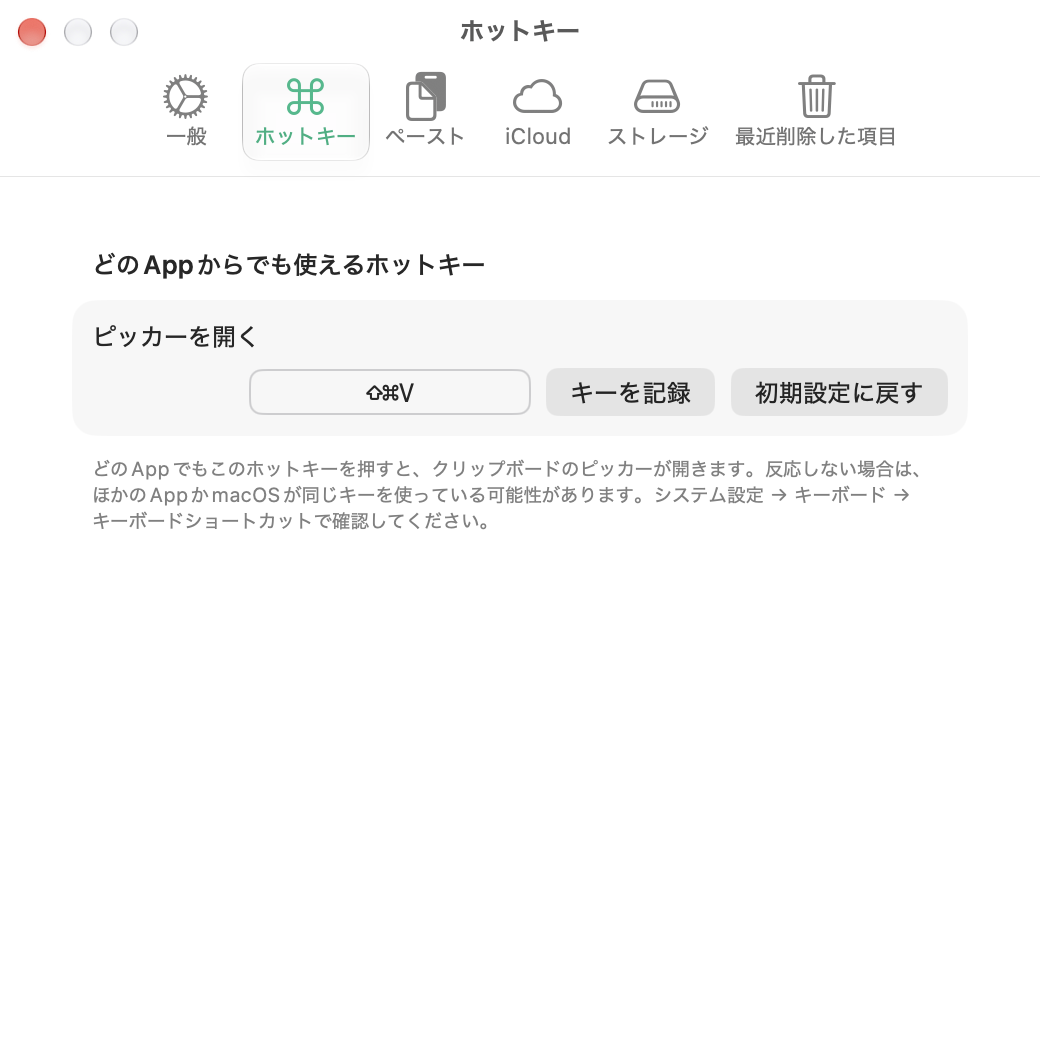 ホットキー
一般
ホットキー
ペースト
iCloud
ストレージ
最近削除した項目
どのAppからでも使えるホットキー
ピッカーを開く
⇧⌘V
キーを記録
初期設定に戻す
どのAppでもこのホットキーを押すと、クリップボードのピッカーが開きます。反応しない場合は、
ほかのAppかmacOSが同じキーを使っている可能性があります。システム設定 → キーボード →
キーボードショートカットで確認してください。